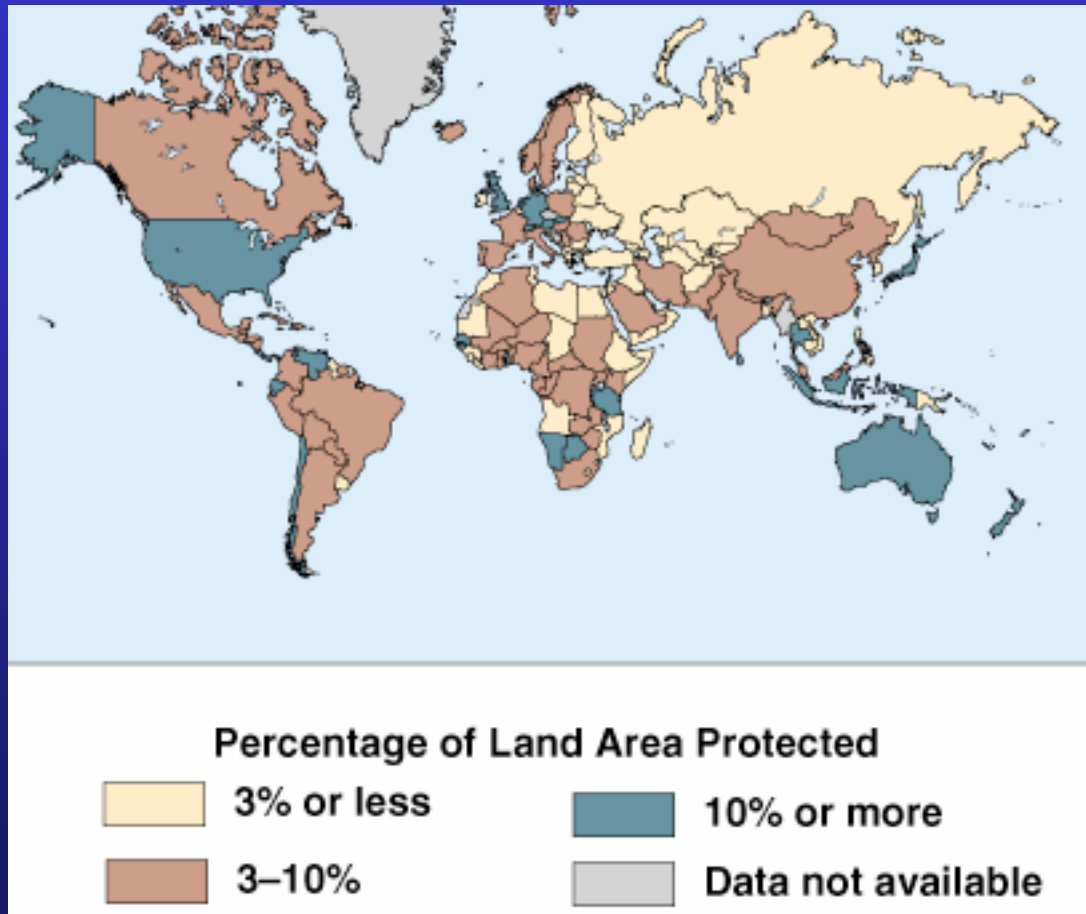 Percentage of Land Area Protected
3% or less
10% or more
3–10%
Data not available